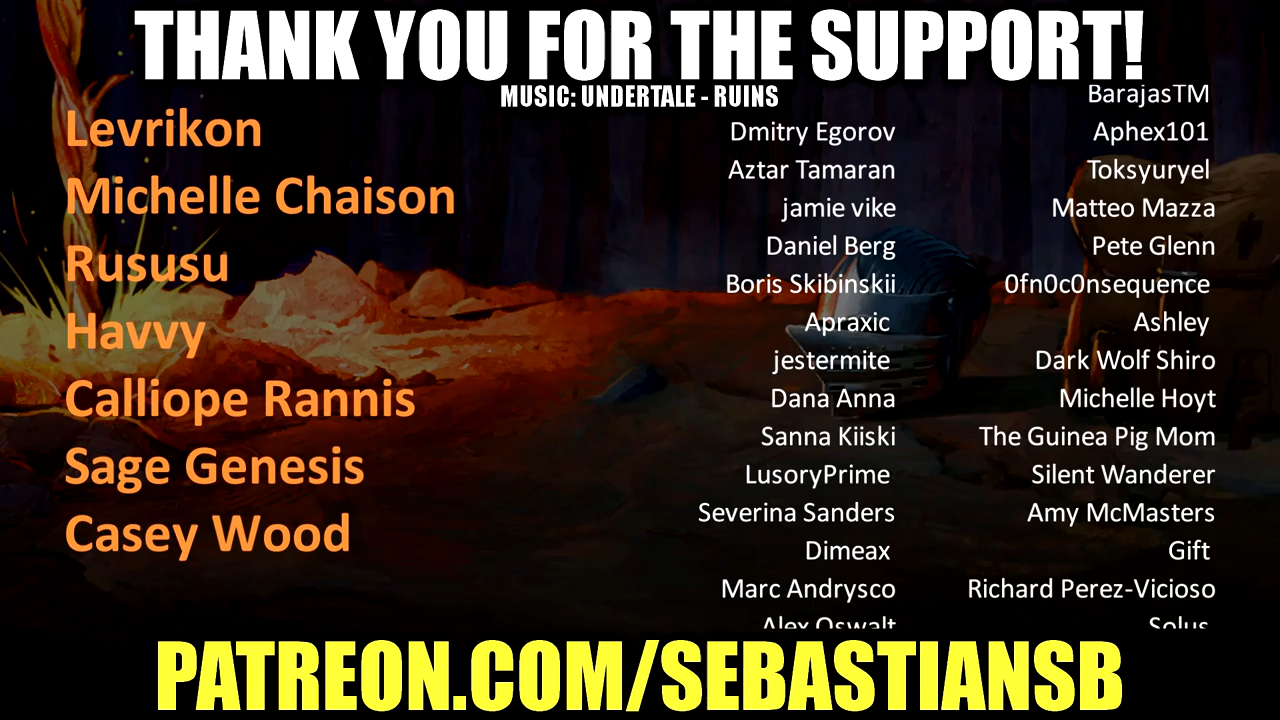 THANK YOU FOR THE SUPPORT!
MUSIC: UNDERTALE - RUINS
Levrikon
Michelle Chaison
Rususu
Havvy
Calliope Rannis
Sage Genesis
Casey Wood
Dmitry Egorov
Aztar Tamaran
jamie vike
Daniel Berg
Boris Skibinskii
Apraxic
jestermite
Dana Anna
Sanna Kiiski
LusoryPrime
Severina Sanders
Dimeax
Marc Andrysco
Alex Oswalt
BarajasTM
Aphex101
Toksyuryel
Matteo Mazza
Pete Glenn
0fn0c0nsequence
Ashley
Dark Wolf Shiro
Michelle Hoyt
The Guinea Pig Mom
Silent Wanderer
Amy McMasters
Gift
Richard Perez-Vicioso
Solus
PATREON.COM/SEBASTIANSB